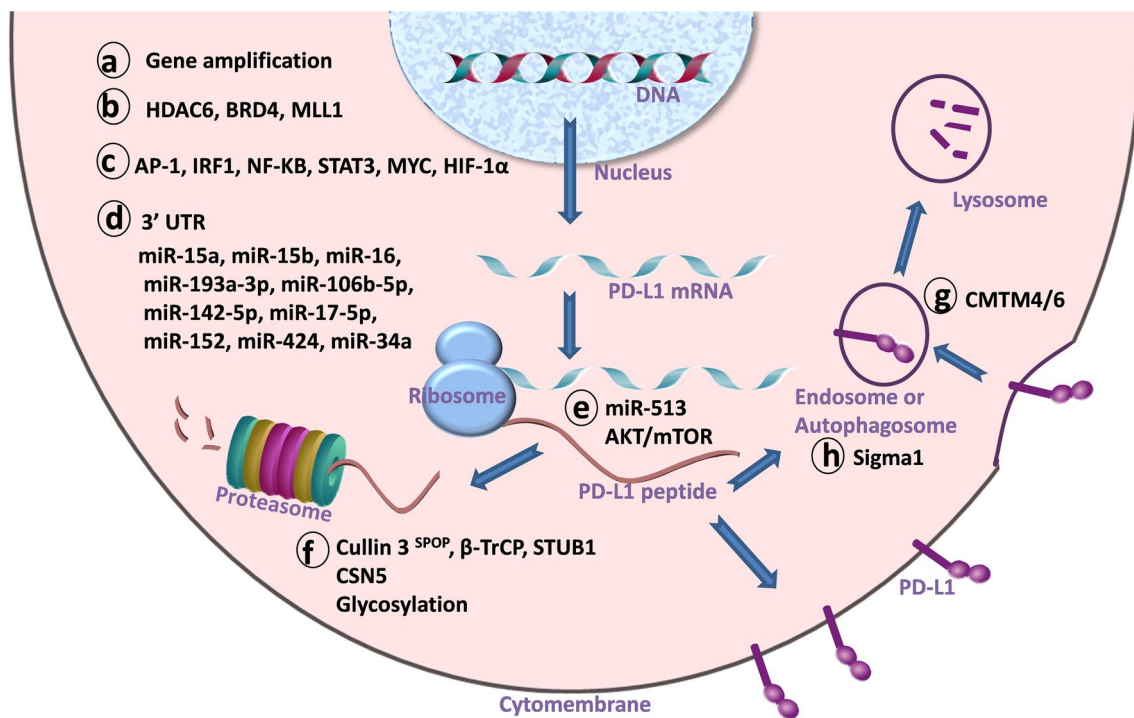 a Gene amplification
DNA
b HDAC6, BRD4, MLL1
c AP-1, IRF1, NF-KB, STAT3, MYC, HIF-1α
Nucleus
Lysosome
d 3’ UTR
miR-15a, miR-15b, miR-16,
miR-193a-3p, miR-106b-5p,
miR-142-5p, miR-17-5p,
miR-152, miR-424, miR-34a
PD-L1 mRNA
g CMTM4/6
Ribosome
e miR-513
AKT/mTOR
Endosome or
Autophagosome
h Sigma1
PD-L1 peptide
Proteasome
f Cullin 3 SPOP, β-TrCP, STUB1
CSN5
Glycosylation
PD-L1
Cytomembrane